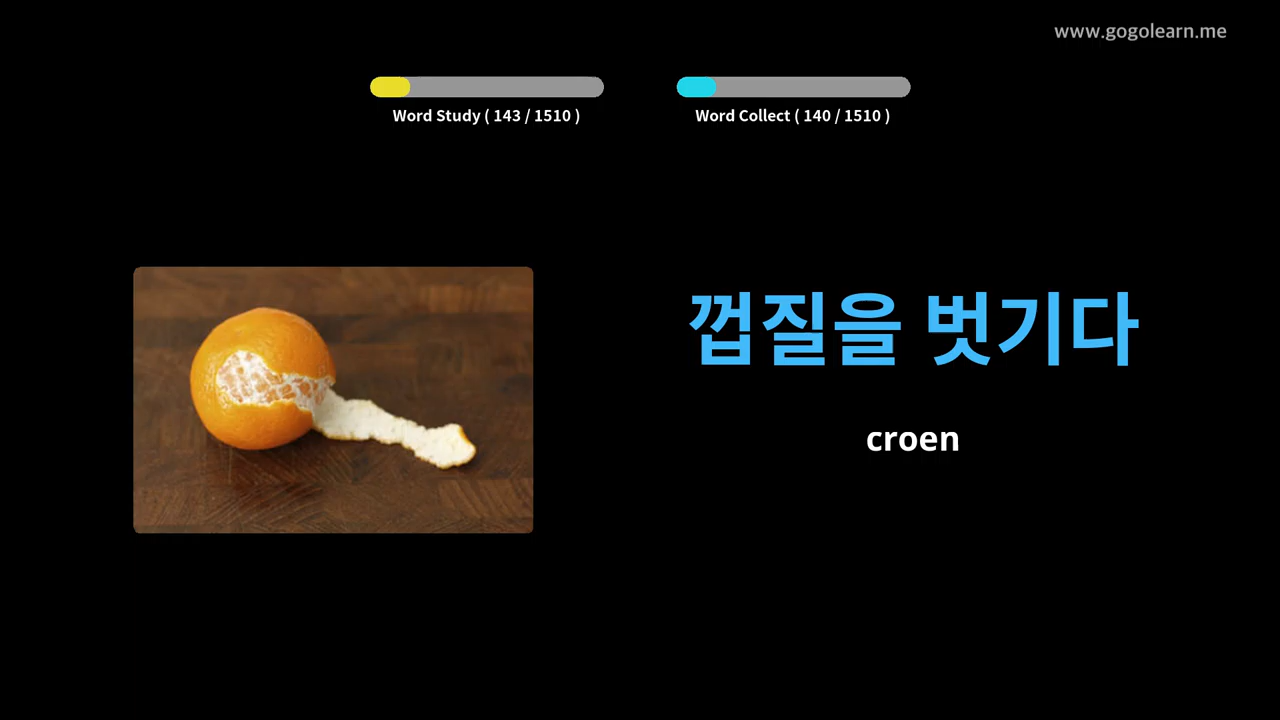 www.gogolearn.me
Word Study ( 143 / 1510 )
Word Collect ( 140 / 1510 )
껍질을 벗기다
croen